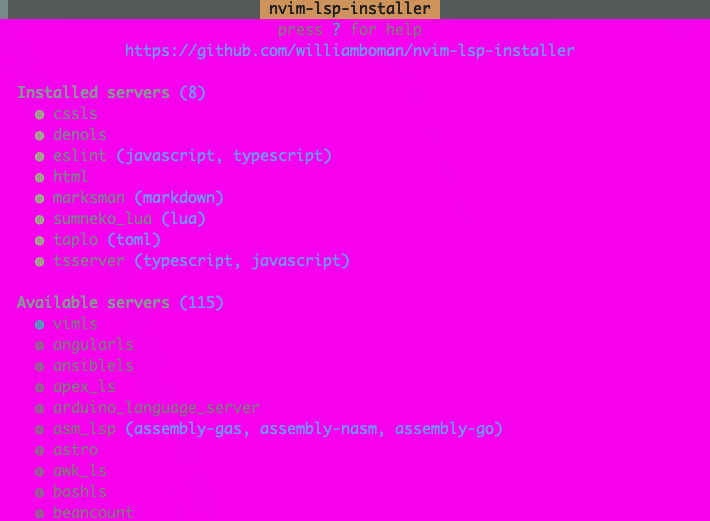 nvim-lsp-installer
press ? for help
https://github.com/williamboman/nvim-lsp-installer
Installed servers (8)
cssls
denols
eslint (javascript, typescript)
html
marksman (markdown)
sumneko_lua (lua)
taplo (toml)
tsserver (typescript, javascript)
Available servers (115)
vimls
angularls
ansiblels
apex_ls
arduino_language_server
asm_lsp (assembly-gas, assembly-nasm, assembly-go)
astro
awk_ls
bashls
beancount